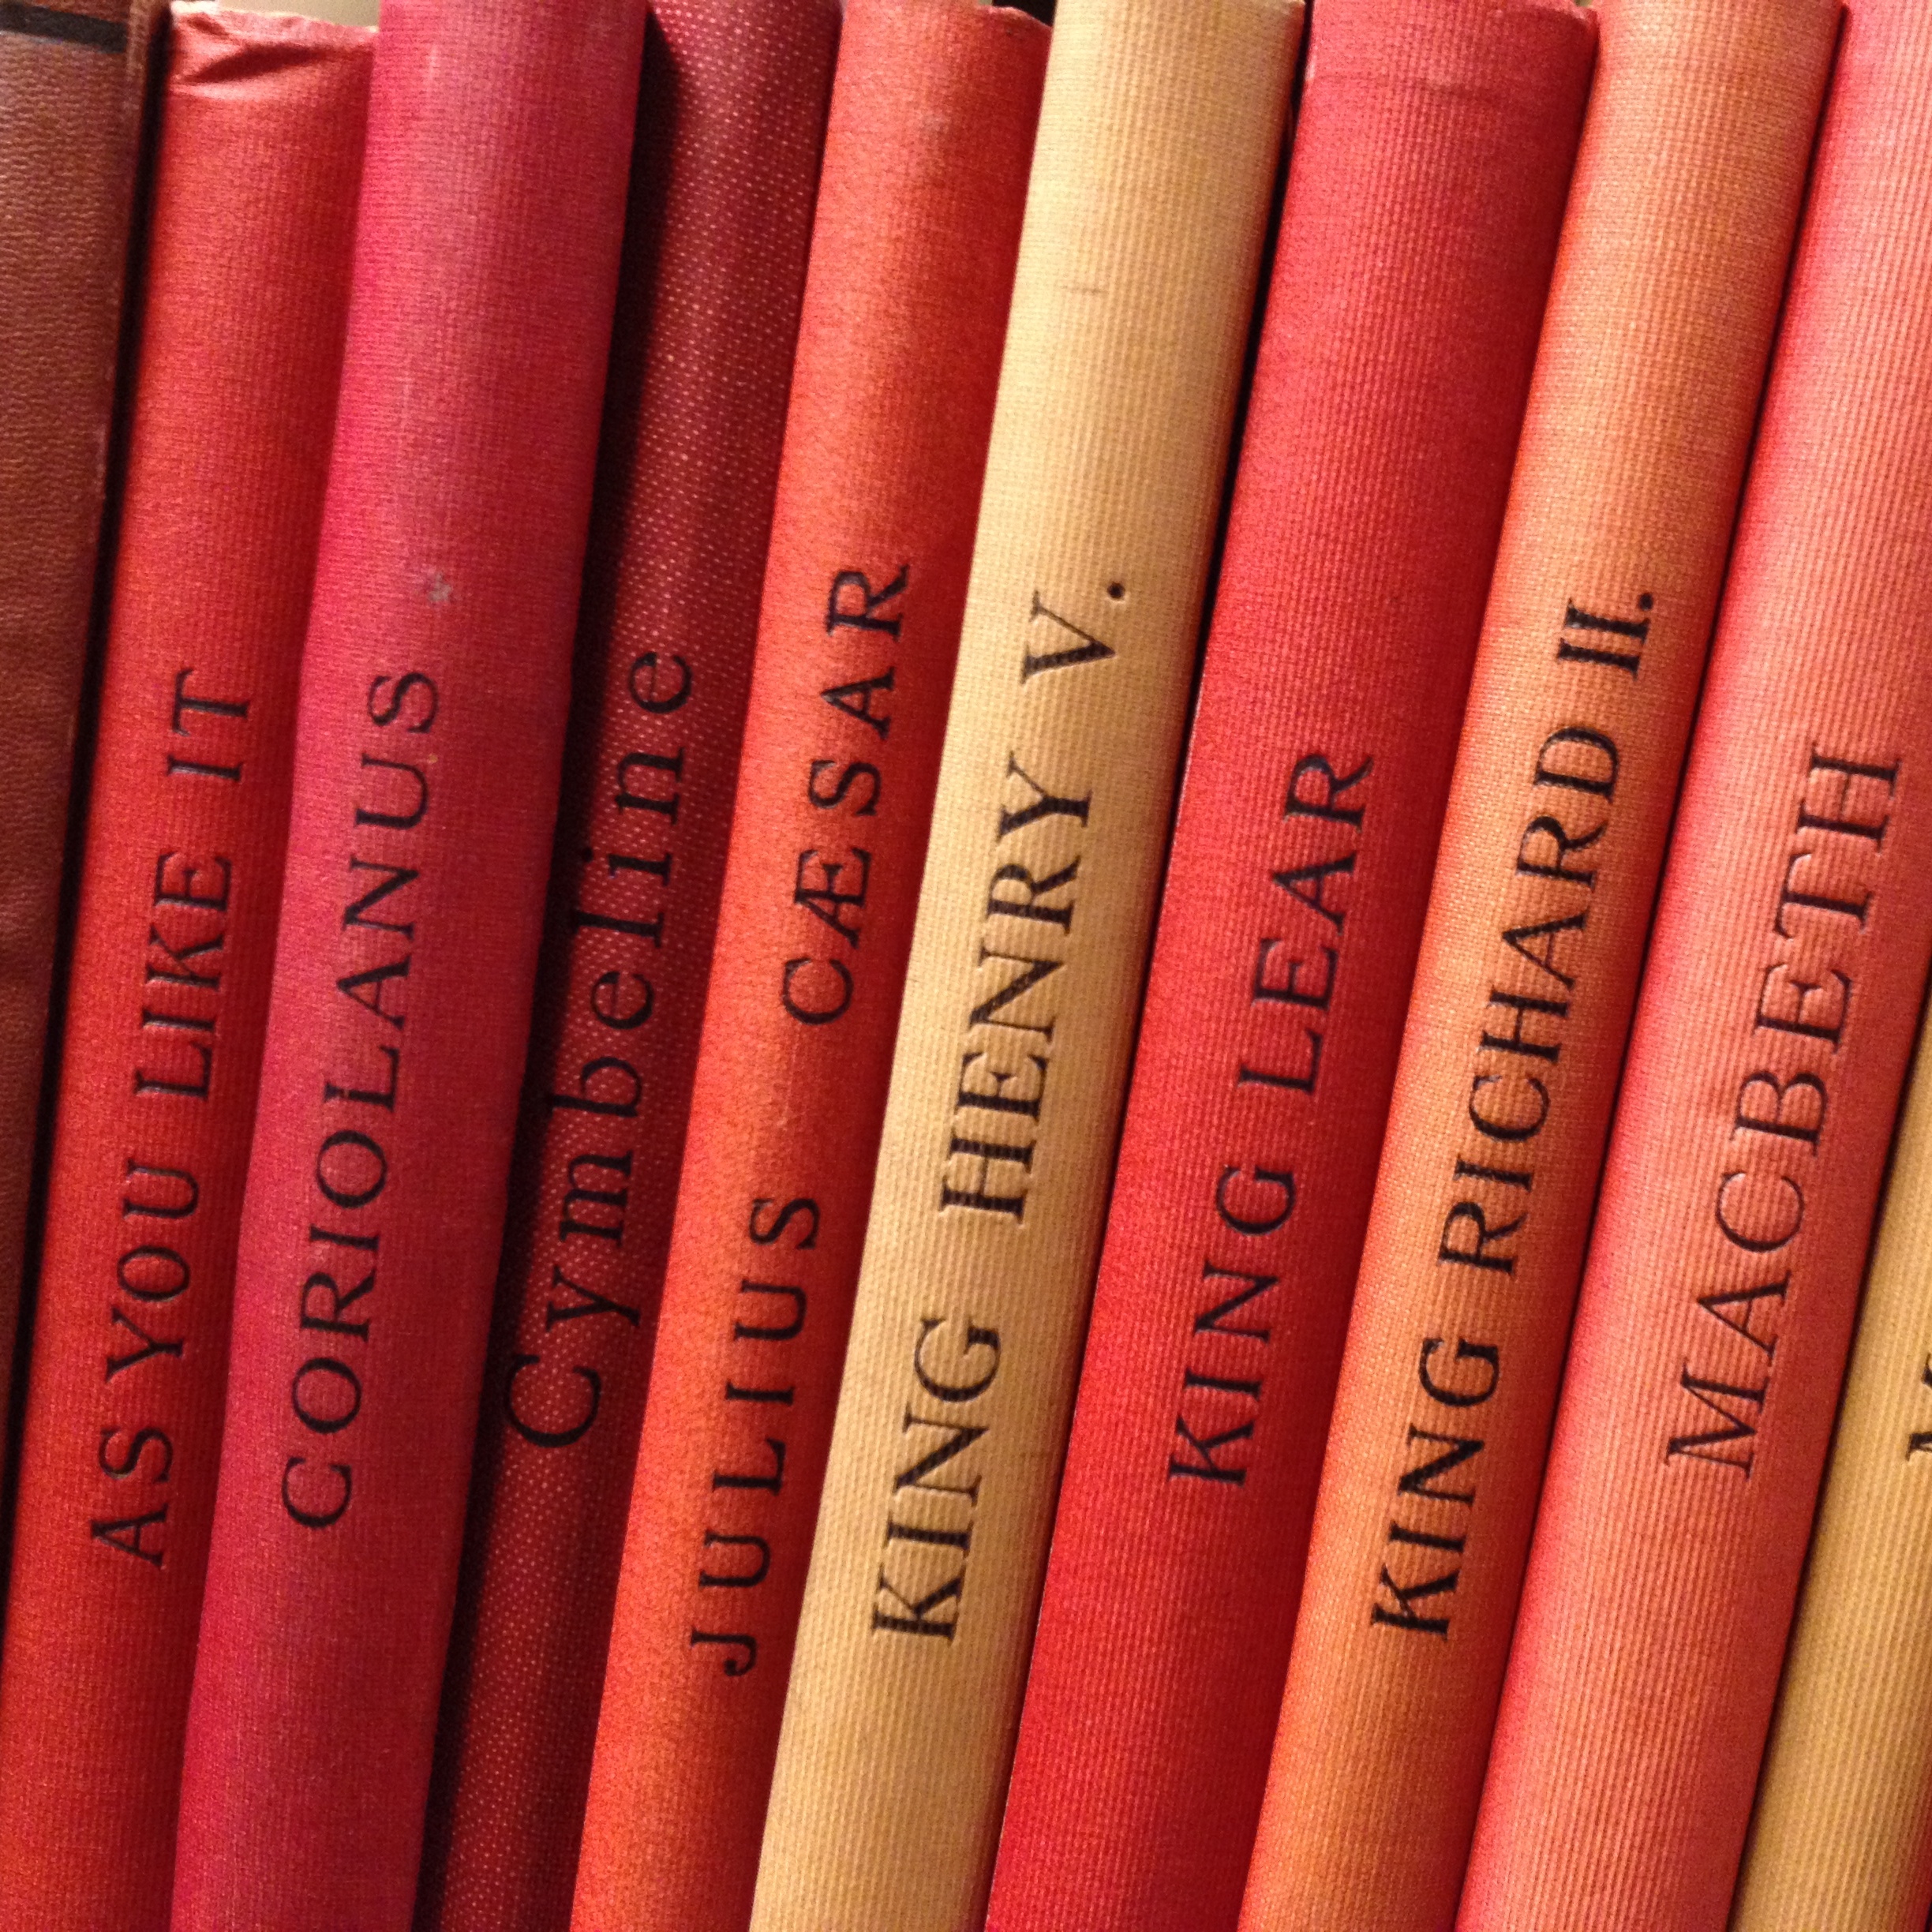 AS YOU LIKE IT
CORIOLANUS
Cymbeline
JULIUS CÆSAR
KING HENRY V.
KING LEAR
KING RICHARD II.
MACBETH